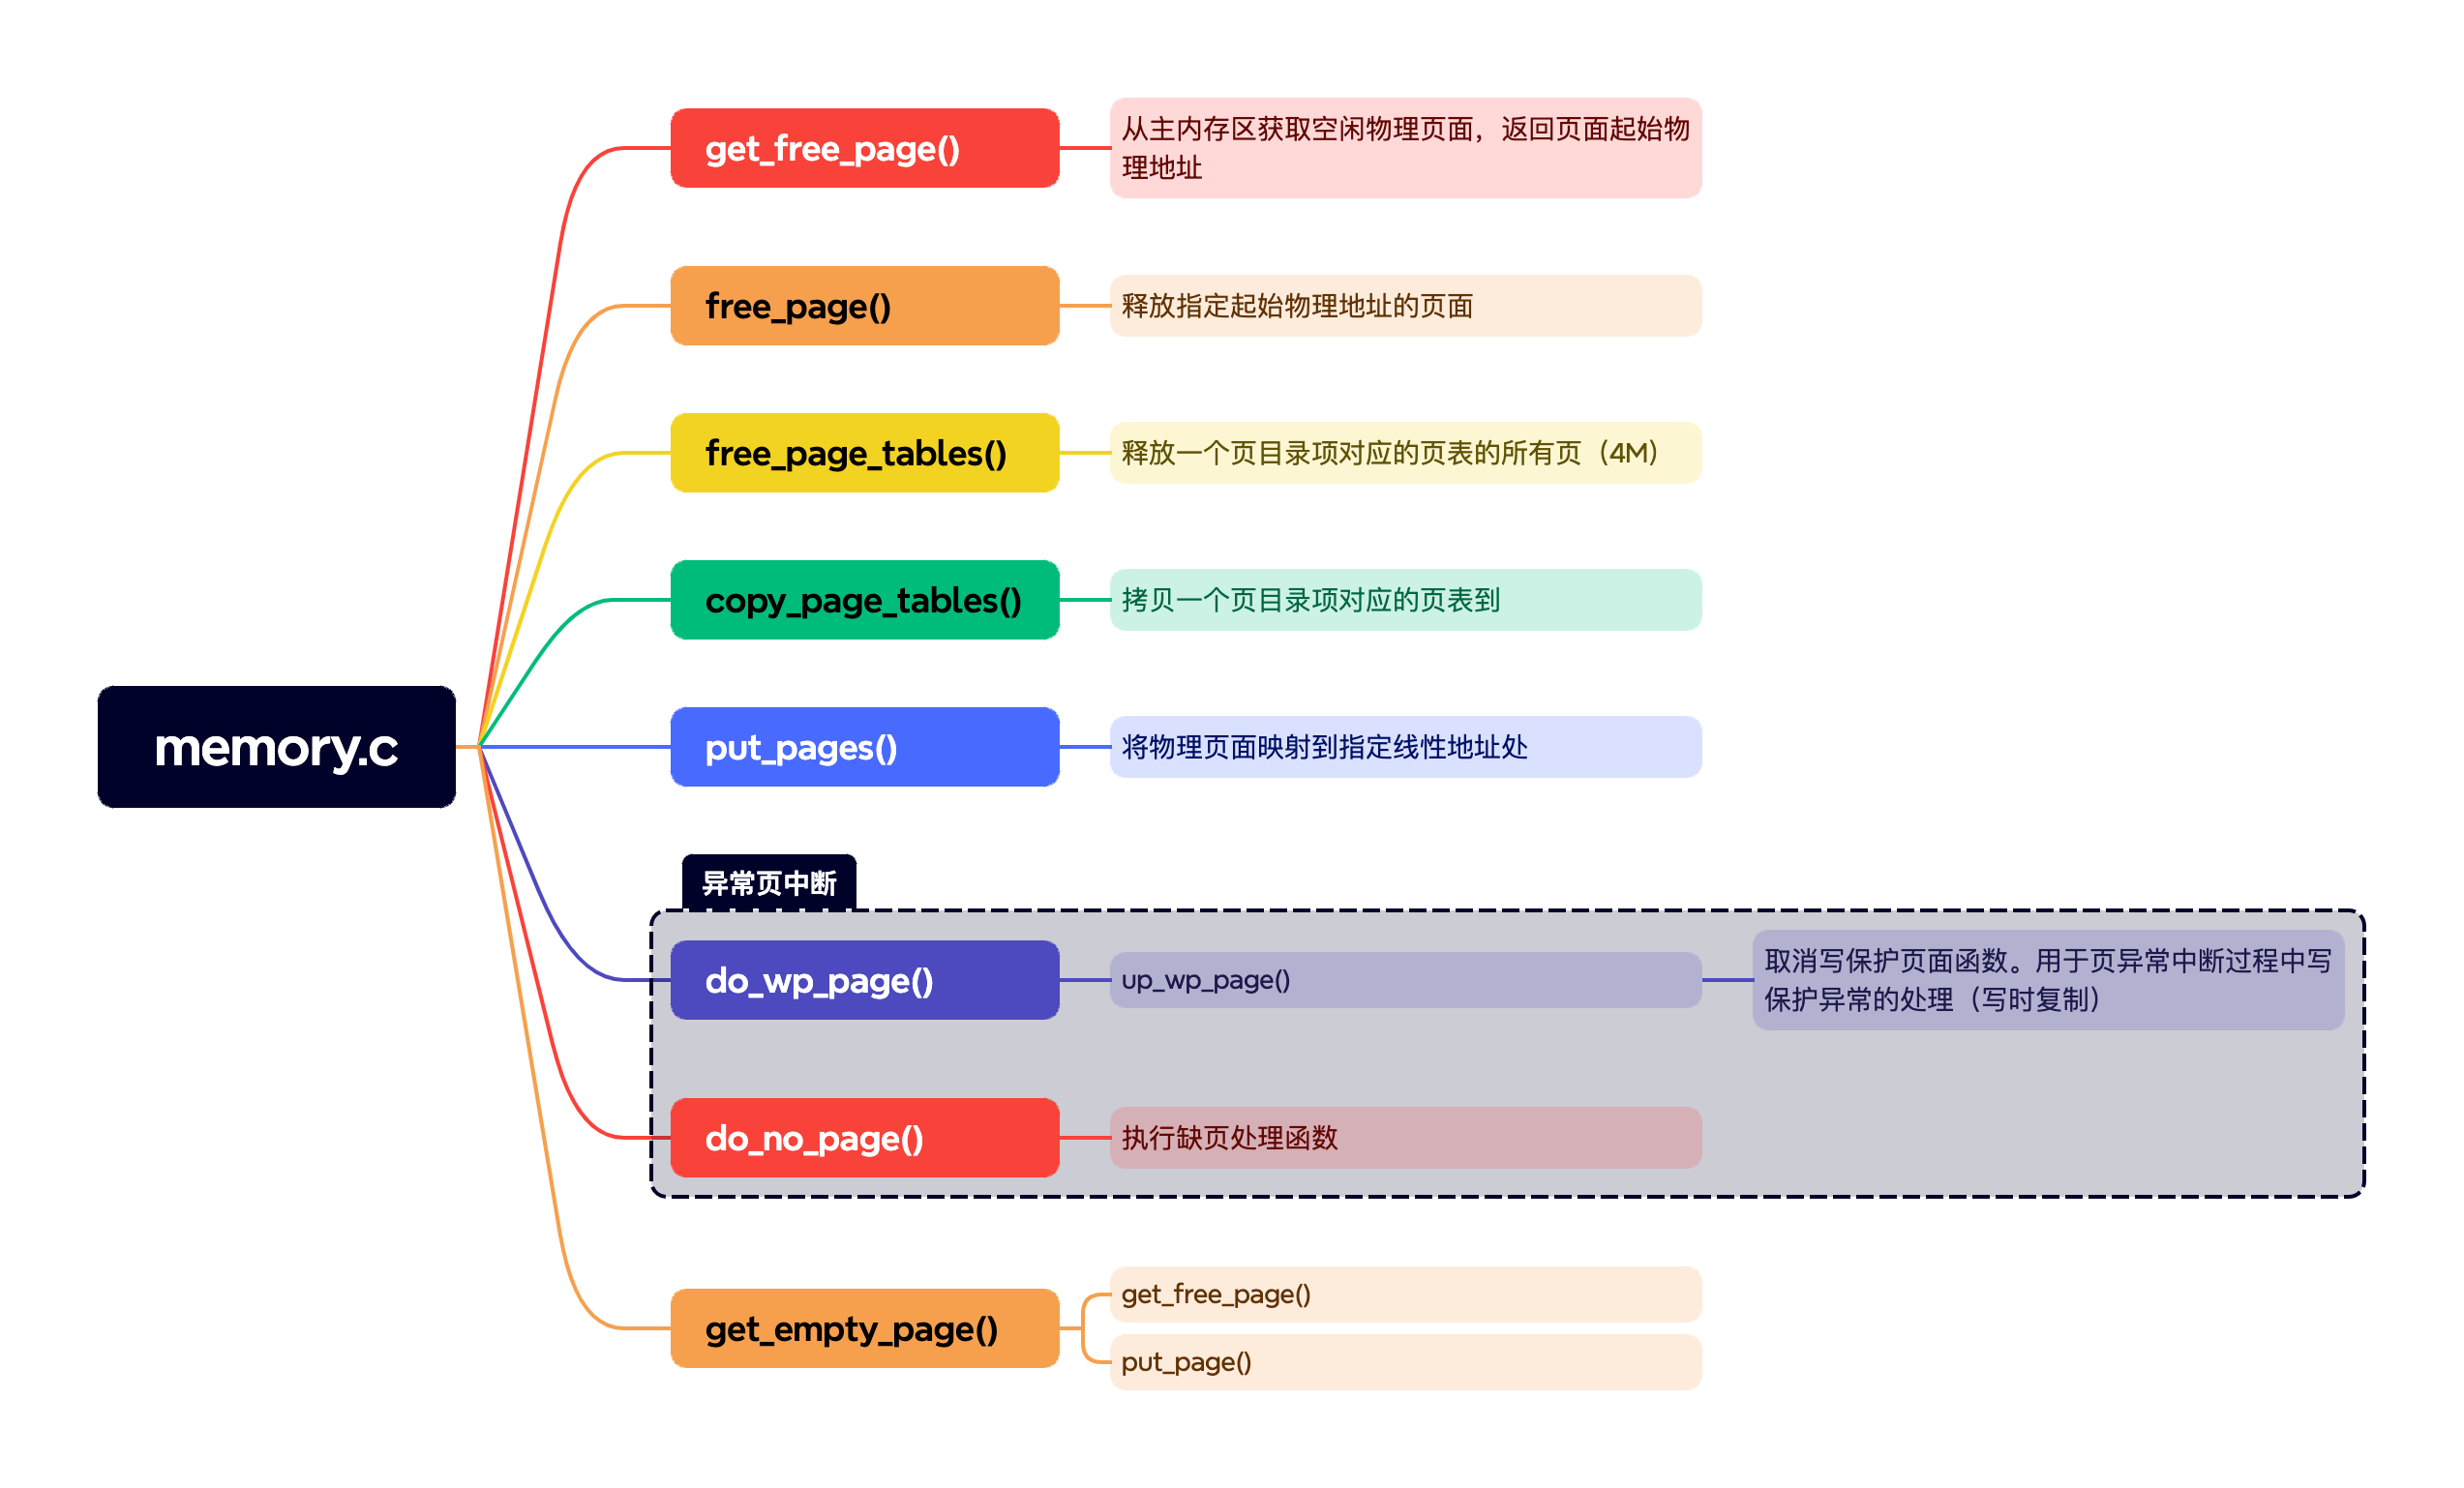 get_free_page()
从主内存区获取空闲物理页面，返回页面起始物
理地址
free_page()
释放指定起始物理地址的页面
free_page_tables()
释放一个页目录项对应的页表的所有页（4M）
copy_page_tables()
拷贝一个页目录项对应的页表到
memory.c
put_pages()
将物理页面映射到指定线性地址处
异常页中断
do_wp_page()
up_wp_page()
取消写保护页面函数。用于页异常中断过程中写
保护异常的处理（写时复制）
do_no_page()
执行缺页处理函数
get_empty_page()
get_free_page()
put_page()